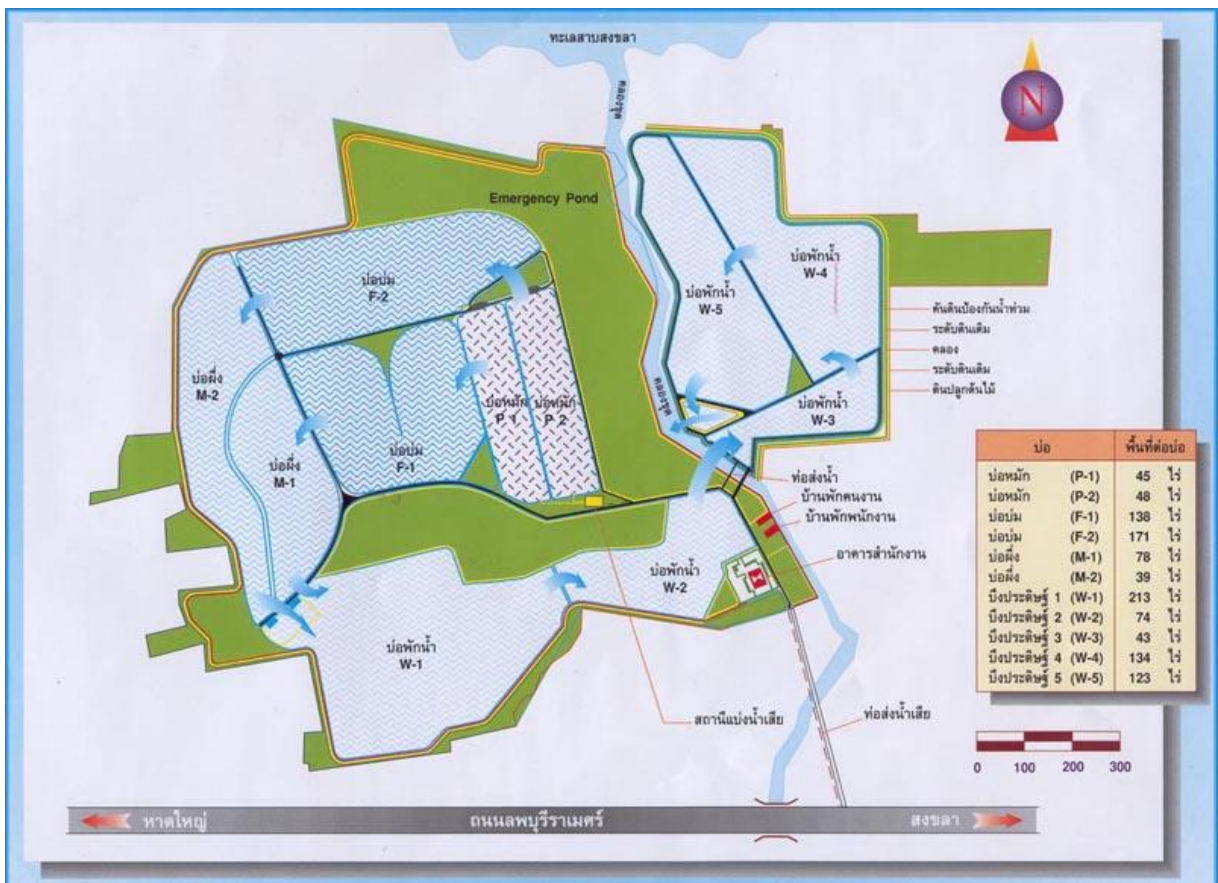 ทะเลสาบสงขลา
คลองขุด
N
Emergency Pond
บ่อบ่ม
F-2
บ่อพักน้ำ
W-4
บ่อพักน้ำ
W-5
คันดินป้องกันน้ำท่วม
ระดับดินเดิม
คลอง
ระดับดินเดิม
ดินปลูกต้นไม้
บ่อผึ่ง
M-2
บ่อหมัก
P 1
บ่อหมัก
P 2
คลองขุด
บ่อพักน้ำ
W-3
บ่อบ่ม
F-1
บ่อผึ่ง
M-1
ท่อส่งน้ำ
บ้านพักคนงาน
บ้านพักพนักงาน
อาคารสำนักงาน
บ่อพักน้ำ
W-2
บ่อพักน้ำ
W-1
สถานีแบ่งน้ำเสีย
ท่อส่งน้ำเสีย
บ่อ พื้นที่ต่อบ่อ
บ่อหมัก (P-1) 45 ไร่
บ่อหมัก (P-2) 48 ไร่
บ่อบ่ม (F-1) 138 ไร่
บ่อบ่ม (F-2) 171 ไร่
บ่อผึ่ง (M-1) 78 ไร่
บ่อผึ่ง (M-2) 39 ไร่
บึงประดิษฐ์ 1 (W-1) 213 ไร่
บึงประดิษฐ์ 2 (W-2) 74 ไร่
บึงประดิษฐ์ 3 (W-3) 43 ไร่
บึงประดิษฐ์ 4 (W-4) 134 ไร่
บึงประดิษฐ์ 5 (W-5) 123 ไร่
0 100 200 300
หาดใหญ่ ถนนลพบุรีราเมศร์ สงขลา